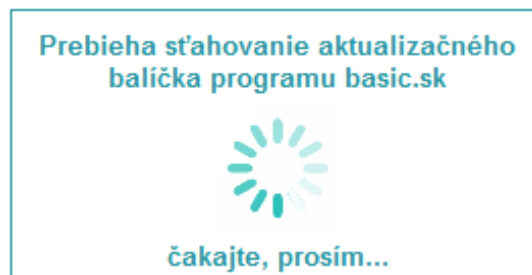 Prebieha sťahovanie aktualizačného
balíčka programu basic.sk
čakajte, prosím...